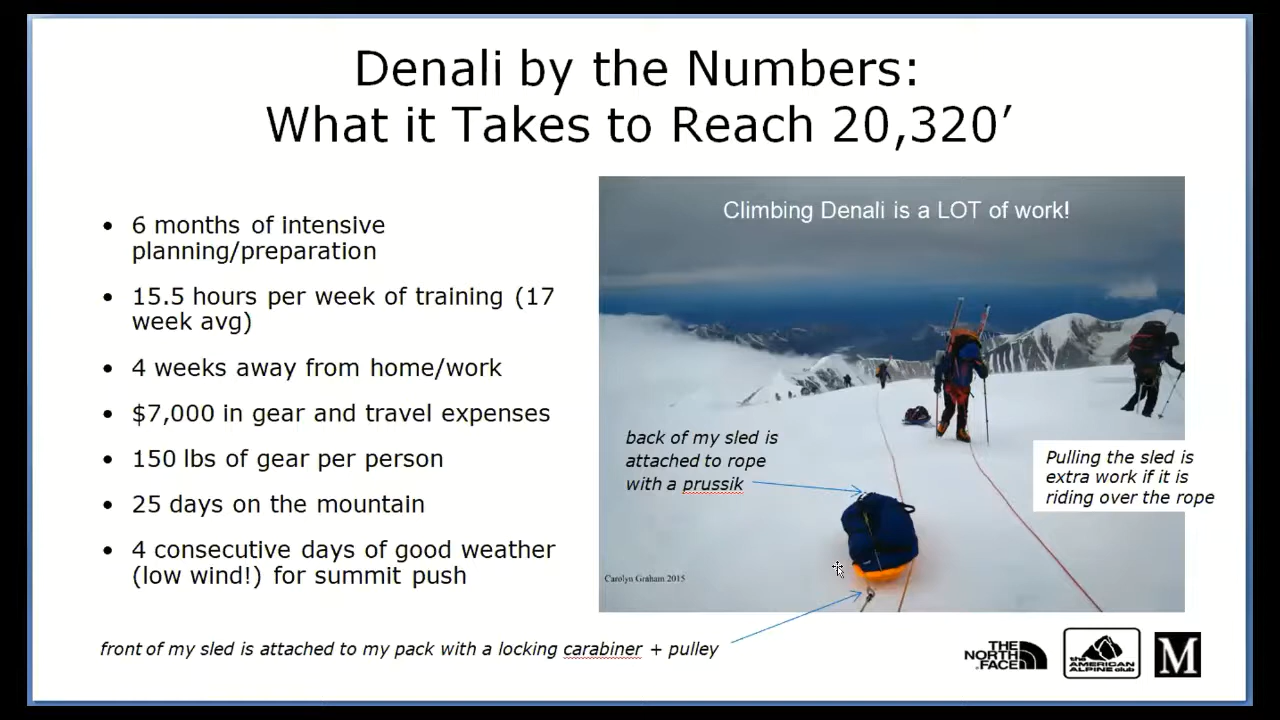 Denali by the Numbers:
What it Takes to Reach 20,320’
• 6 months of intensive
planning/preparation
• 15.5 hours per week of training (17
week avg)
• 4 weeks away from home/work
• $7,000 in gear and travel expenses
• 150 lbs of gear per person
• 25 days on the mountain
• 4 consecutive days of good weather
(low wind!) for summit push
Climbing Denali is a LOT of work!
back of my sled is
attached to rope
with a prussik
Pulling the sled is
extra work if it is
riding over the rope
Carolyn Graham 2015
front of my sled is attached to my pack with a locking carabiner + pulley
THE
NORTH
FACE
the
AMERICAN
ALPINE club
M